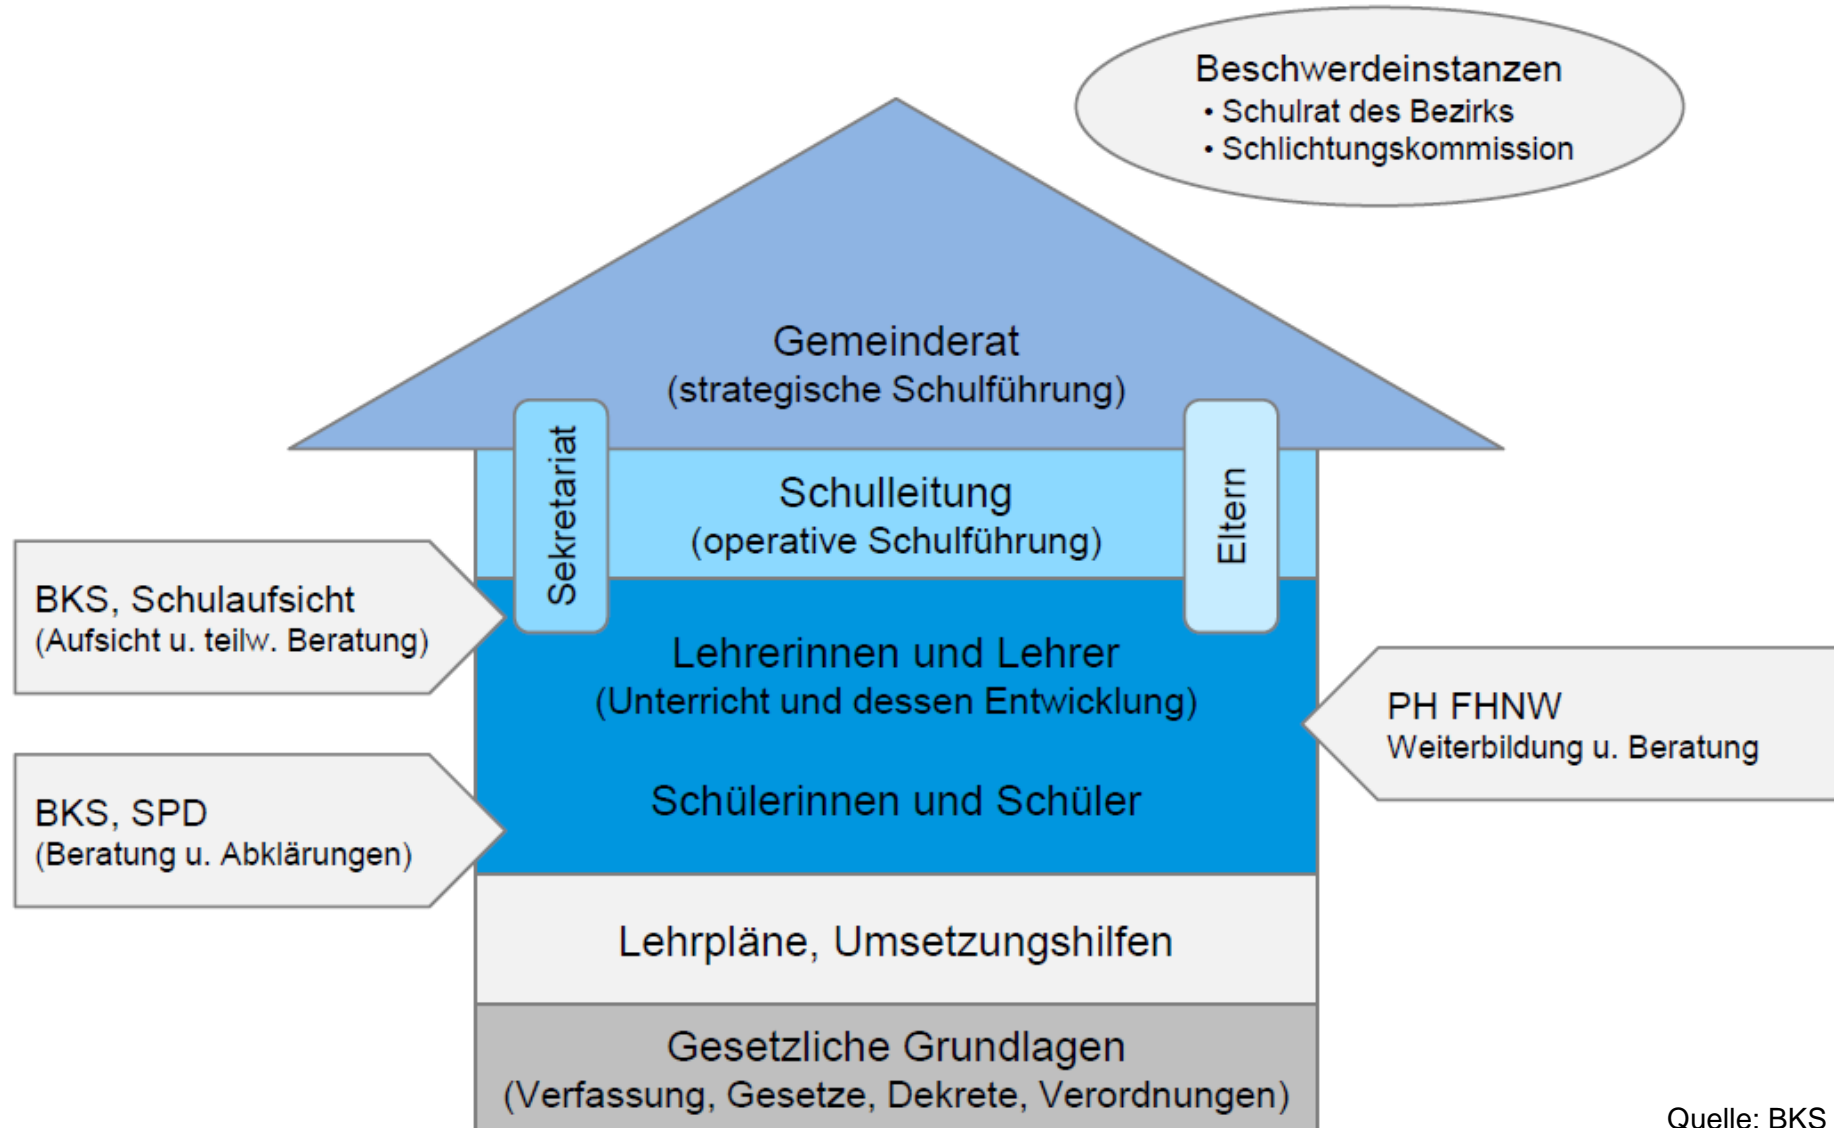 Beschwerdeinstanzen
• Schulrat des Bezirks
• Schlichtungskommission
Gemeinderat
(strategische Schulführung)
Sekretariat
Eltern
Schulleitung
(operative Schulführung)
BKS, Schulaufsicht
(Aufsicht u. teilw. Beratung)
Lehrerinnen und Lehrer
(Unterricht und dessen Entwicklung)
PH FHNW
Weiterbildung u. Beratung
Schülerinnen und Schüler
BKS, SPD
(Beratung u. Abklärungen)
Lehrpläne, Umsetzungshilfen
Gesetzliche Grundlagen
(Verfassung, Gesetze, Dekrete, Verordnungen)
Quelle: BKS